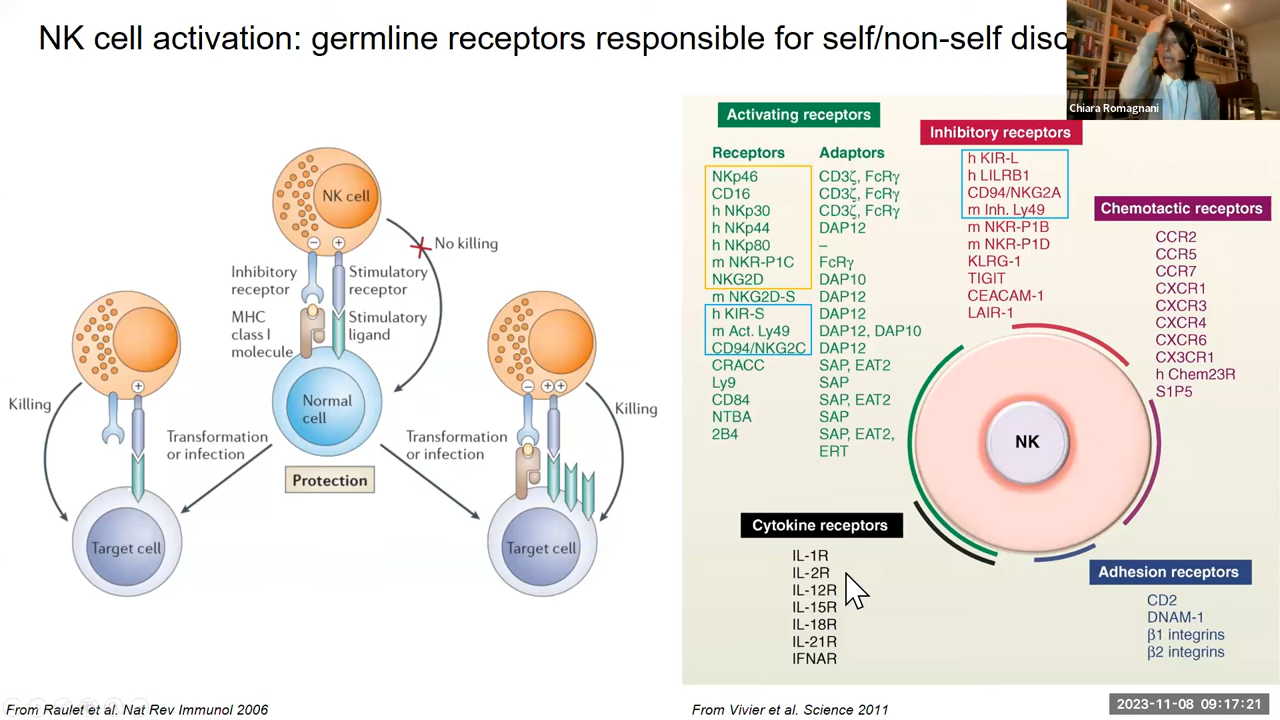 NK cell activation: germline receptors responsible for self/non-self disc
Chiara Romagnani
NK cell
No killing
Inhibitory
receptor
Stimulatory
receptor
MHC
class I
molecule
Stimulatory
ligand
Normal
cell
Killing
Killing
Transformation
or infection
Transformation
or infection
Protection
Target cell
Target cell
From Raulet et al. Nat Rev Immunol 2006
Activating receptors
Receptors Adaptors
NKp46 CD3ζ, FcRγ
CD16 CD3ζ, FcRγ
h NKp30 CD3ζ, FcRγ
h NKp44 DAP12
h NKp80 –
m NKR-P1C FcRγ
NKG2D DAP10
m NKG2D-S DAP12
h KIR-S DAP12
m Act. Ly49 DAP12, DAP10
CD94/NKG2C DAP12
CRACC SAP, EAT2
Ly9 SAP
CD84 SAP, EAT2
NTBA SAP
2B4 SAP, EAT2,
ERT
Inhibitory receptors
h KIR-L
h LILRB1
CD94/NKG2A
m Inh. Ly49
m NKR-P1B
m NKR-P1D
KLRG-1
TIGIT
CEACAM-1
LAIR-1
Chemotactic receptors
CCR2
CCR5
CCR7
CXCR1
CXCR3
CXCR4
CXCR6
CX3CR1
h Chem23R
S1P5
NK
Cytokine receptors
IL-1R
IL-2R
IL-12R
IL-15R
IL-18R
IL-21R
IFNAR
Adhesion receptors
CD2
DNAM-1
β1 integrins
β2 integrins
From Vivier et al. Science 2011
2023-11-08 09:17:21